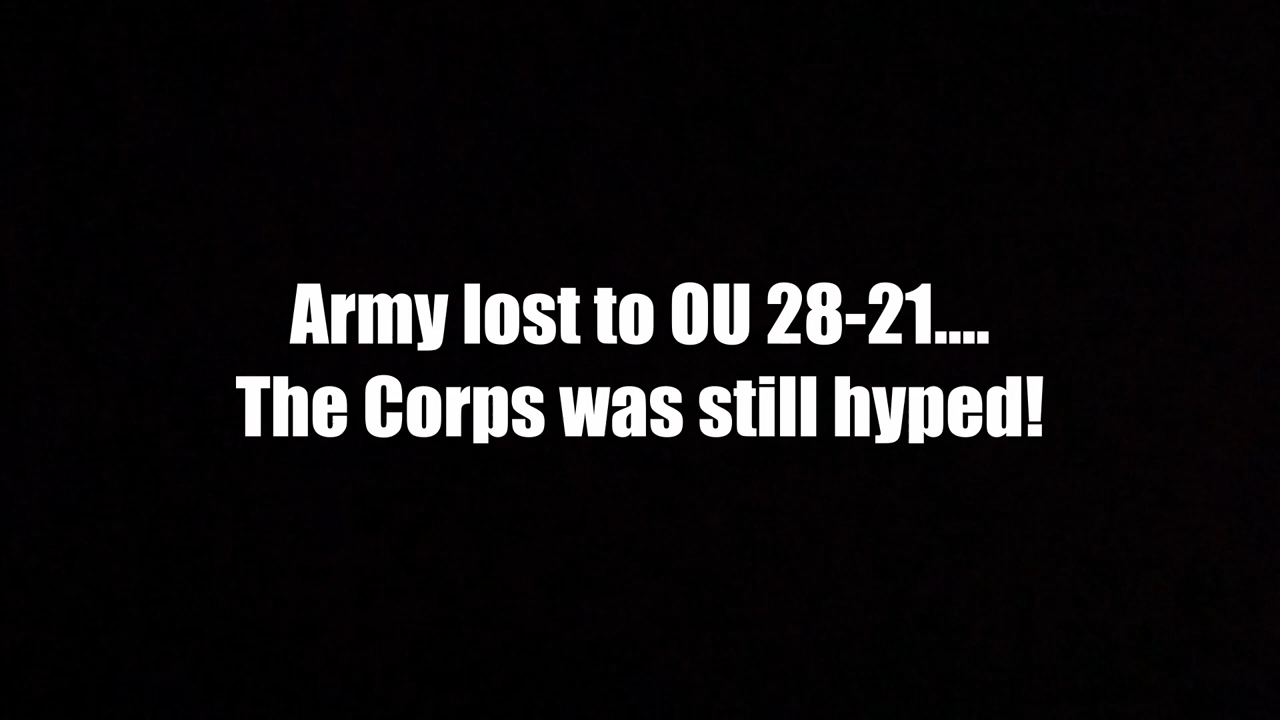 Army lost to OU 28-21....
The Corps was still hyped!